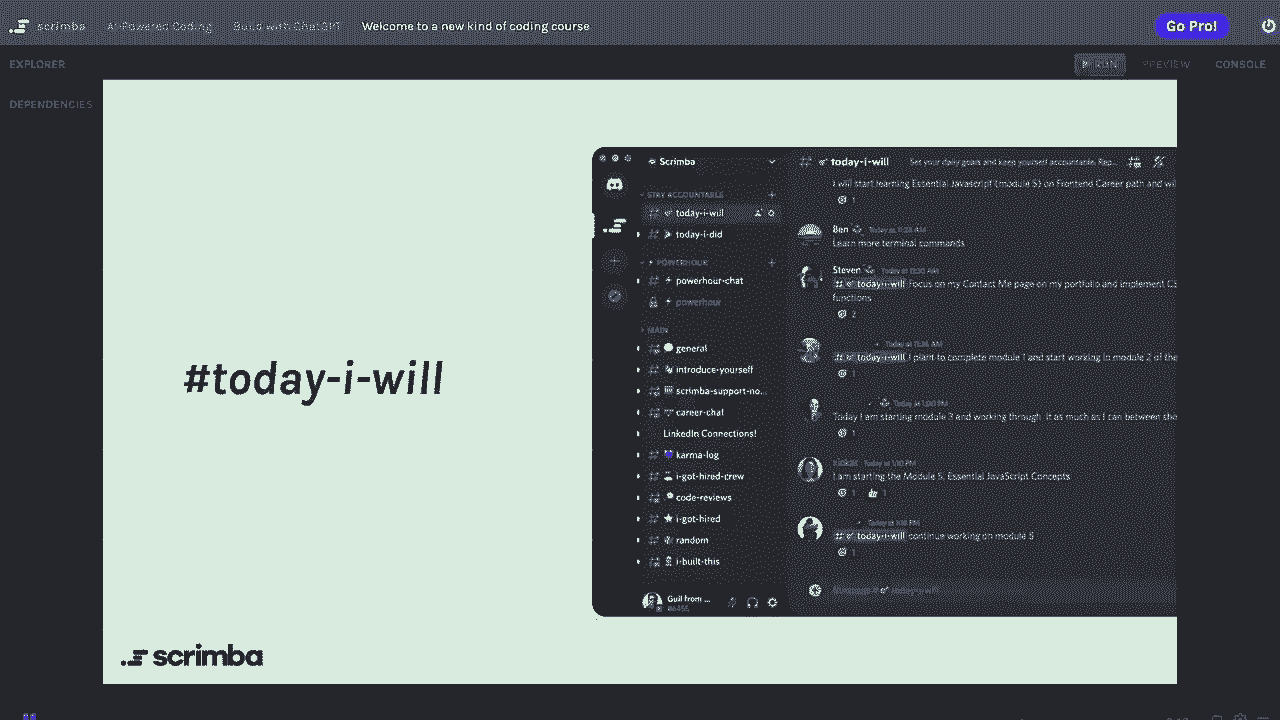 scrimba AI-Powered Coding Build with ChatGPT Welcome to a new kind of coding course Go Pro!
EXPLORER RUN PREVIEW CONSOLE
DEPENDENCIES
#today-i-will
scrimba
Scrimba
STAY ACCOUNTABLE
today-i-will
today-i-did
POWERHOUR
powerhour-chat
powerhour
MAIN
general
introduce-yourself
scrimba-support-no...
career-chat
LinkedIn Connections!
karma-log
i-got-hired-crew
code-reviews
i-got-hired
random
i-built-this
Guil from ...
#6455
today-i-will Set your daily goals and keep yourself accountable. Rep...
I will start learning Essential Javascript (module 5) on Frontend Career path and wil
1
Ben Today at 11:28 AM
Learn more terminal commands
Steven Today at 11:30 AM
# today-i-will Focus on my Contact Me page on my portfolio and implement CS
functions
2
Today at 11:36 AM
# today-i-will I plant to complete module 1 and start working in module 2 of the
1
Today at 1:00 PM
Today I am starting module 3 and working through it as much as I can between she
1
Today at 1:10 PM
I am starting the Module 5, Essential JavaScript Concepts
1 1
Today at 1:18 PM
# today-i-will continue working on module 5
1
today-i-will